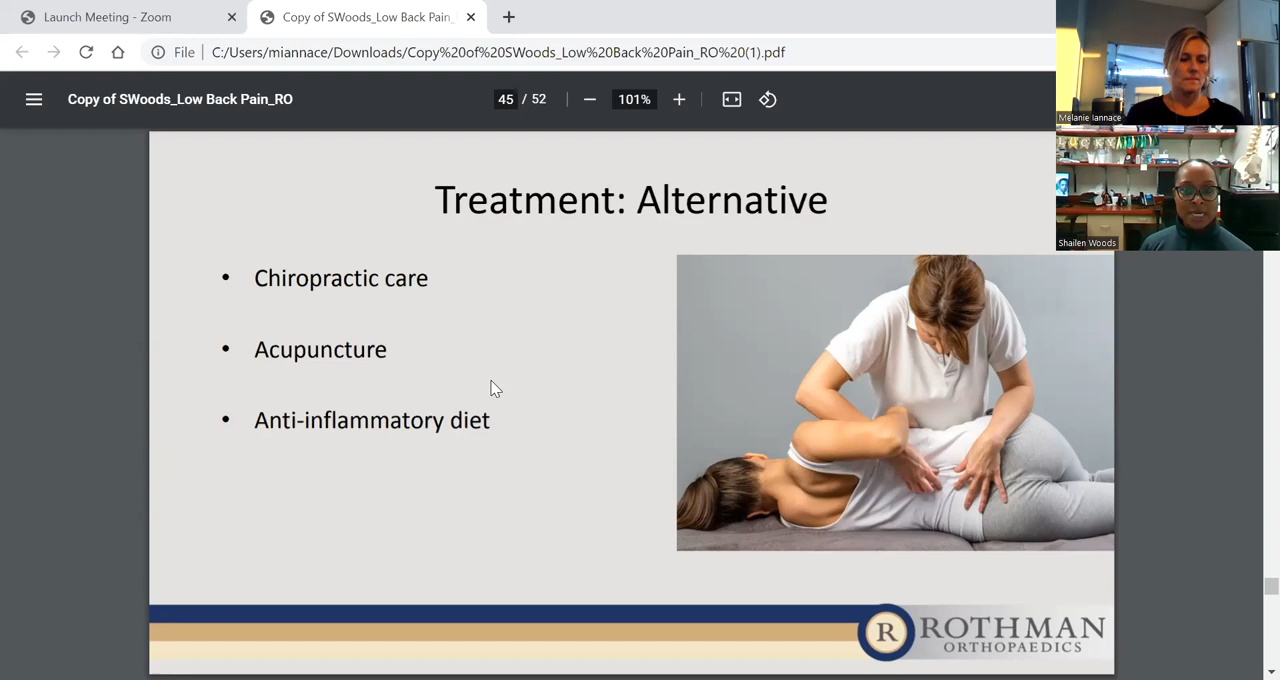 Launch Meeting - Zoom
Copy of SWoods_Low Back Pain_
File
C:/Users/miannace/Downloads/Copy%20of%20SWoods_Low%20Back%20Pain_RO%20(1).pdf
Copy of SWoods_Low Back Pain_RO
45 / 52
101%
Melanie Iannace
Shailen Woods
Treatment: Alternative
• Chiropractic care
• Acupuncture
• Anti-inflammatory diet
R
ROTHMAN
ORTHOPAEDICS